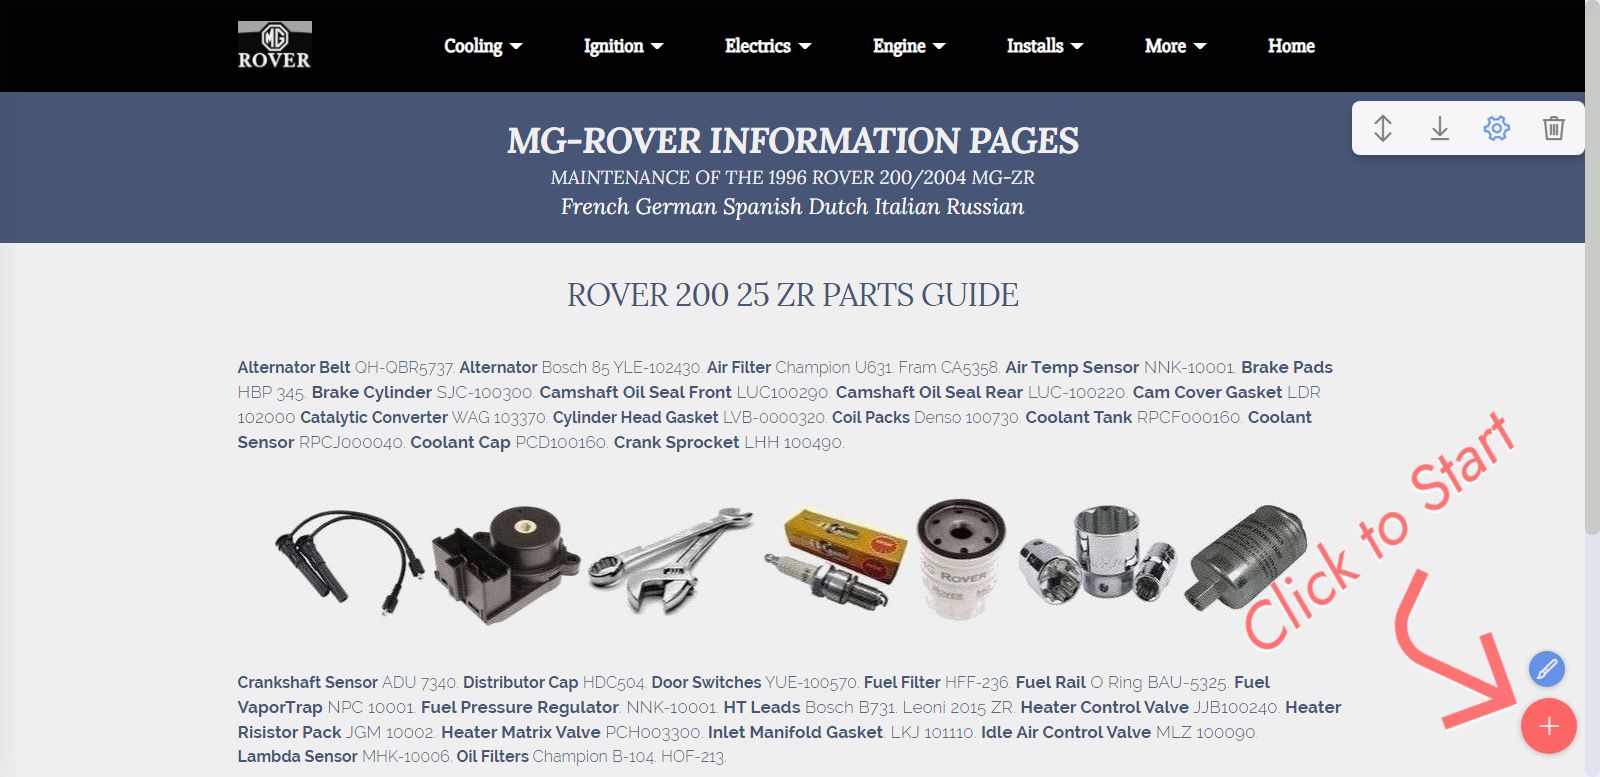 MG
ROVER
Cooling Ignition Electrics Engine Installs More Home
MG-ROVER INFORMATION PAGES
MAINTENANCE OF THE 1996 ROVER 200/2004 MG-ZR
French German Spanish Dutch Italian Russian
ROVER 200 25 ZR PARTS GUIDE
Alternator Belt QH-QBR5737. Alternator Bosch 85 YLE-102430. Air Filter Champion U631. Fram CA5358. Air Temp Sensor NNK-10001. Brake Pads
HBP 345. Brake Cylinder SJC-100300. Camshaft Oil Seal Front LUC100290. Camshaft Oil Seal Rear LUC-100220. Cam Cover Gasket LDR
102000 Catalytic Converter WAG 103370. Cylinder Head Gasket LVB-0000320. Coil Packs Denso 100730. Coolant Tank RPCF000160. Coolant
Sensor RPCJ000040. Coolant Cap PCD100160. Crank Sprocket LHH 100490.
ROVER
Click to Start
Crankshaft Sensor ADU 7340. Distributor Cap HDC504. Door Switches YUE-100570. Fuel Filter HFF-236. Fuel Rail O Ring BAU-5325. Fuel
VaporTrap NPC 10001. Fuel Pressure Regulator. NNK-10001. HT Leads Bosch B731. Leoni 2015 ZR. Heater Control Valve JJB100240. Heater
Risistor Pack JGM 10002. Heater Matrix Valve PCH003300. Inlet Manifold Gasket. LKJ 101110. Idle Air Control Valve MLZ 100090.
Lambda Sensor MHK-10006. Oil Filters Champion B-104. HOF-213.